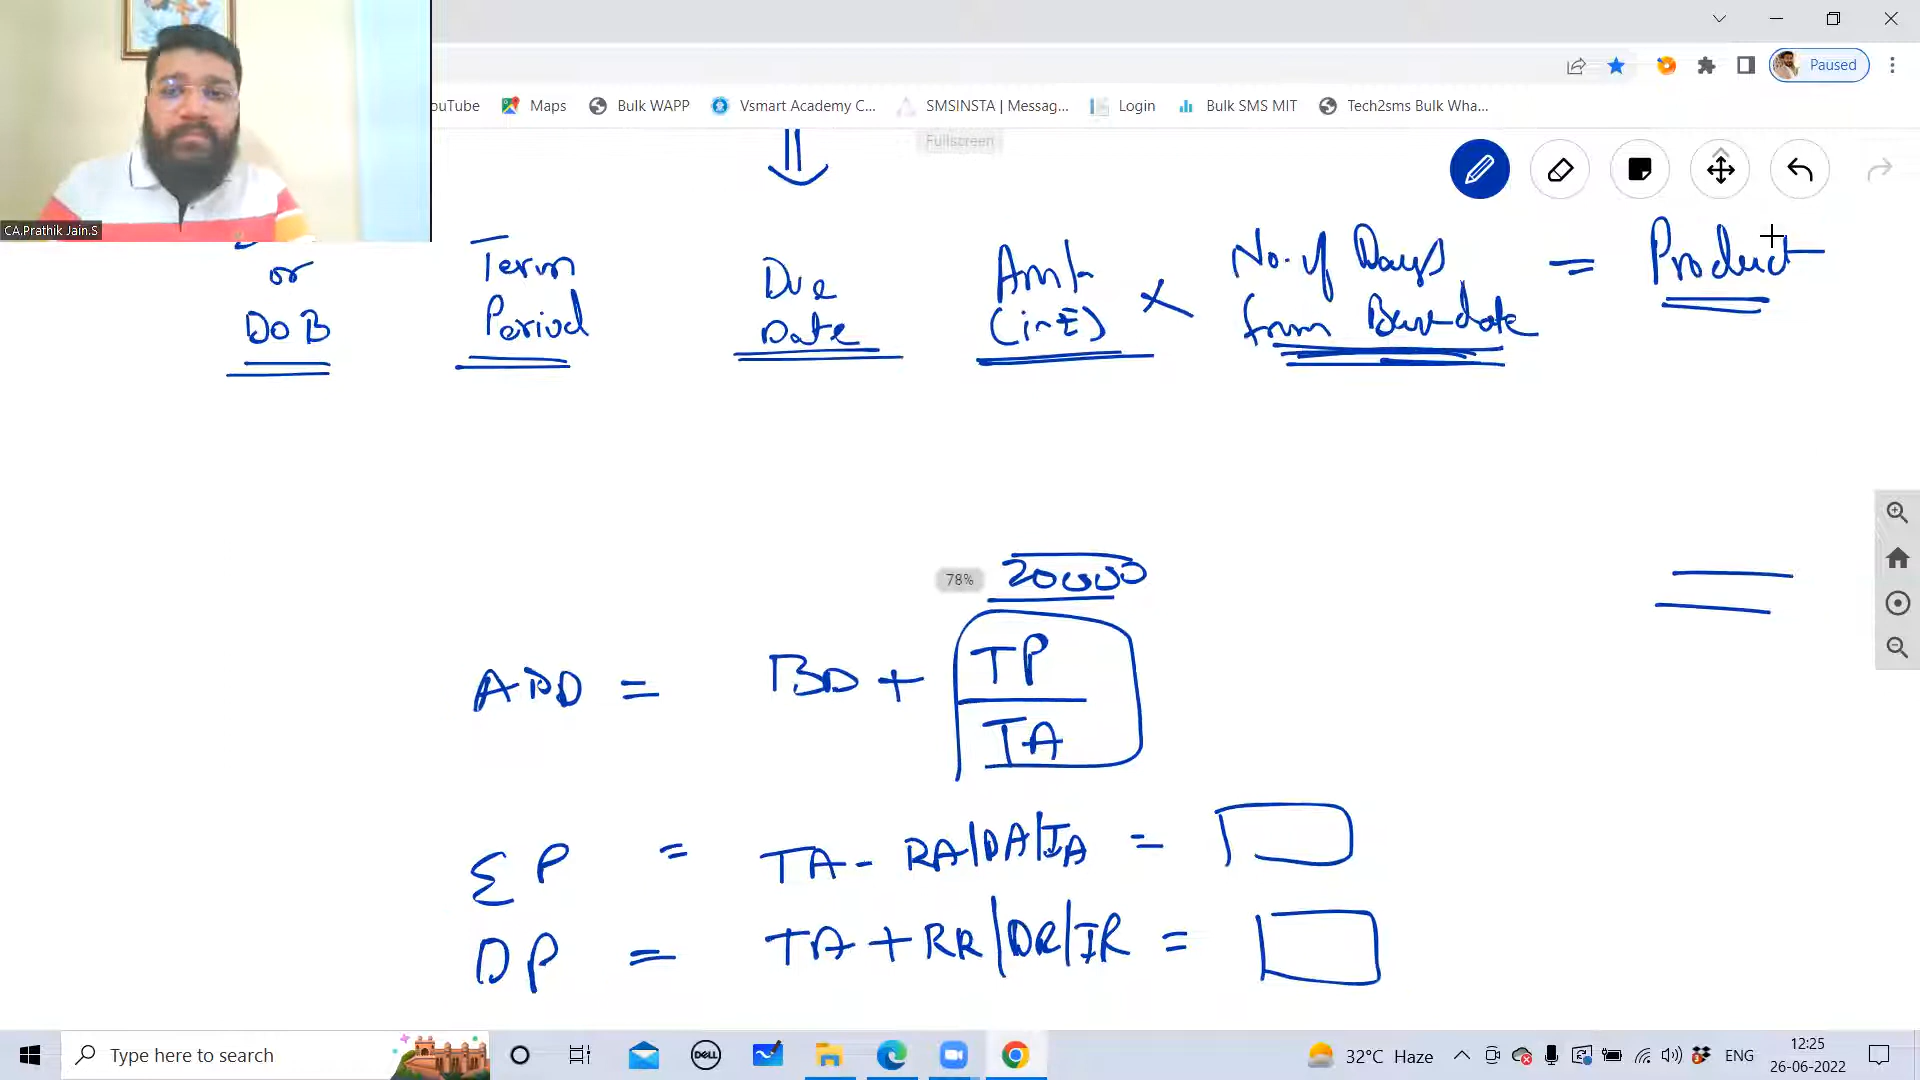 Paused
ouTube Maps Bulk WAPP Vsmart Academy C... SMSINSTA | Messag... Login Bulk SMS MIT Tech2sms Bulk Wha...
Fullscreen
CA.Prathik Jain.S
or
DOB
Term
Period
Due
Date
Amt
(in ₹)
×
No. of Days
from Base date
= Product
78%
20000
ADD = BD + TP
TA
ΣP = TA - RA|DA|IA =
DP = TA + RR|DR|IR =
Type here to search
DELL
32°C Haze
ENG
12:25
26-06-2022